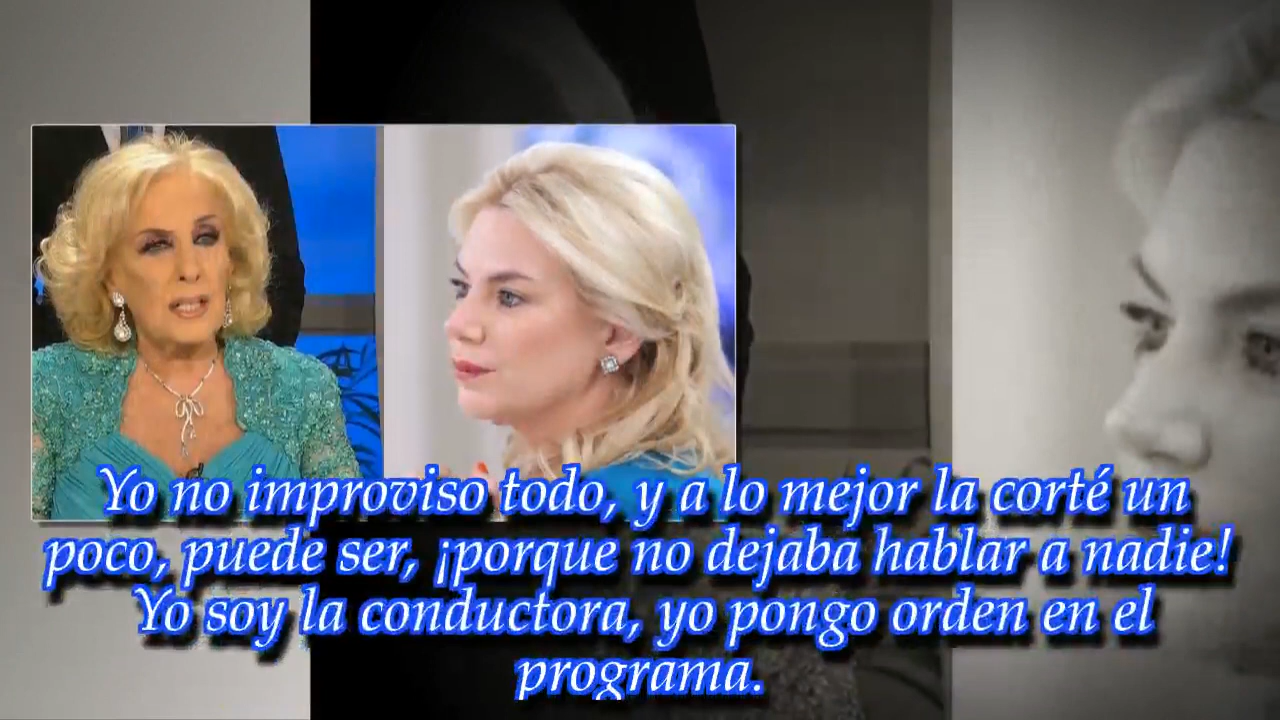 Yo no improviso todo, y a lo mejor la corté un
poco, puede ser, ¡porque no dejaba hablar a nadie!
Yo soy la conductora, yo pongo orden en el
programa.